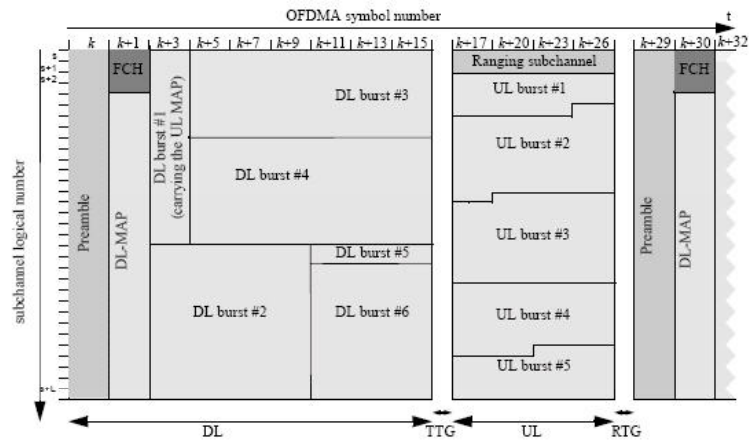 OFDMA symbol number t
k k+1 k+3 k+5 k+7 k+9 k+11 k+13 k+15 k+17 k+20 k+23 k+26 k+29 k+30 k+32
s
s+1
s+2
s+L
subchannel logical number
Preamble
FCH
DL-MAP
DL burst #1
(carrying the UL MAP)
DL burst #3
DL burst #4
DL burst #2
DL burst #5
DL burst #6
Ranging subchannel
UL burst #1
UL burst #2
UL burst #3
UL burst #4
UL burst #5
Preamble
FCH
DL-MAP
DL TTG UL RTG